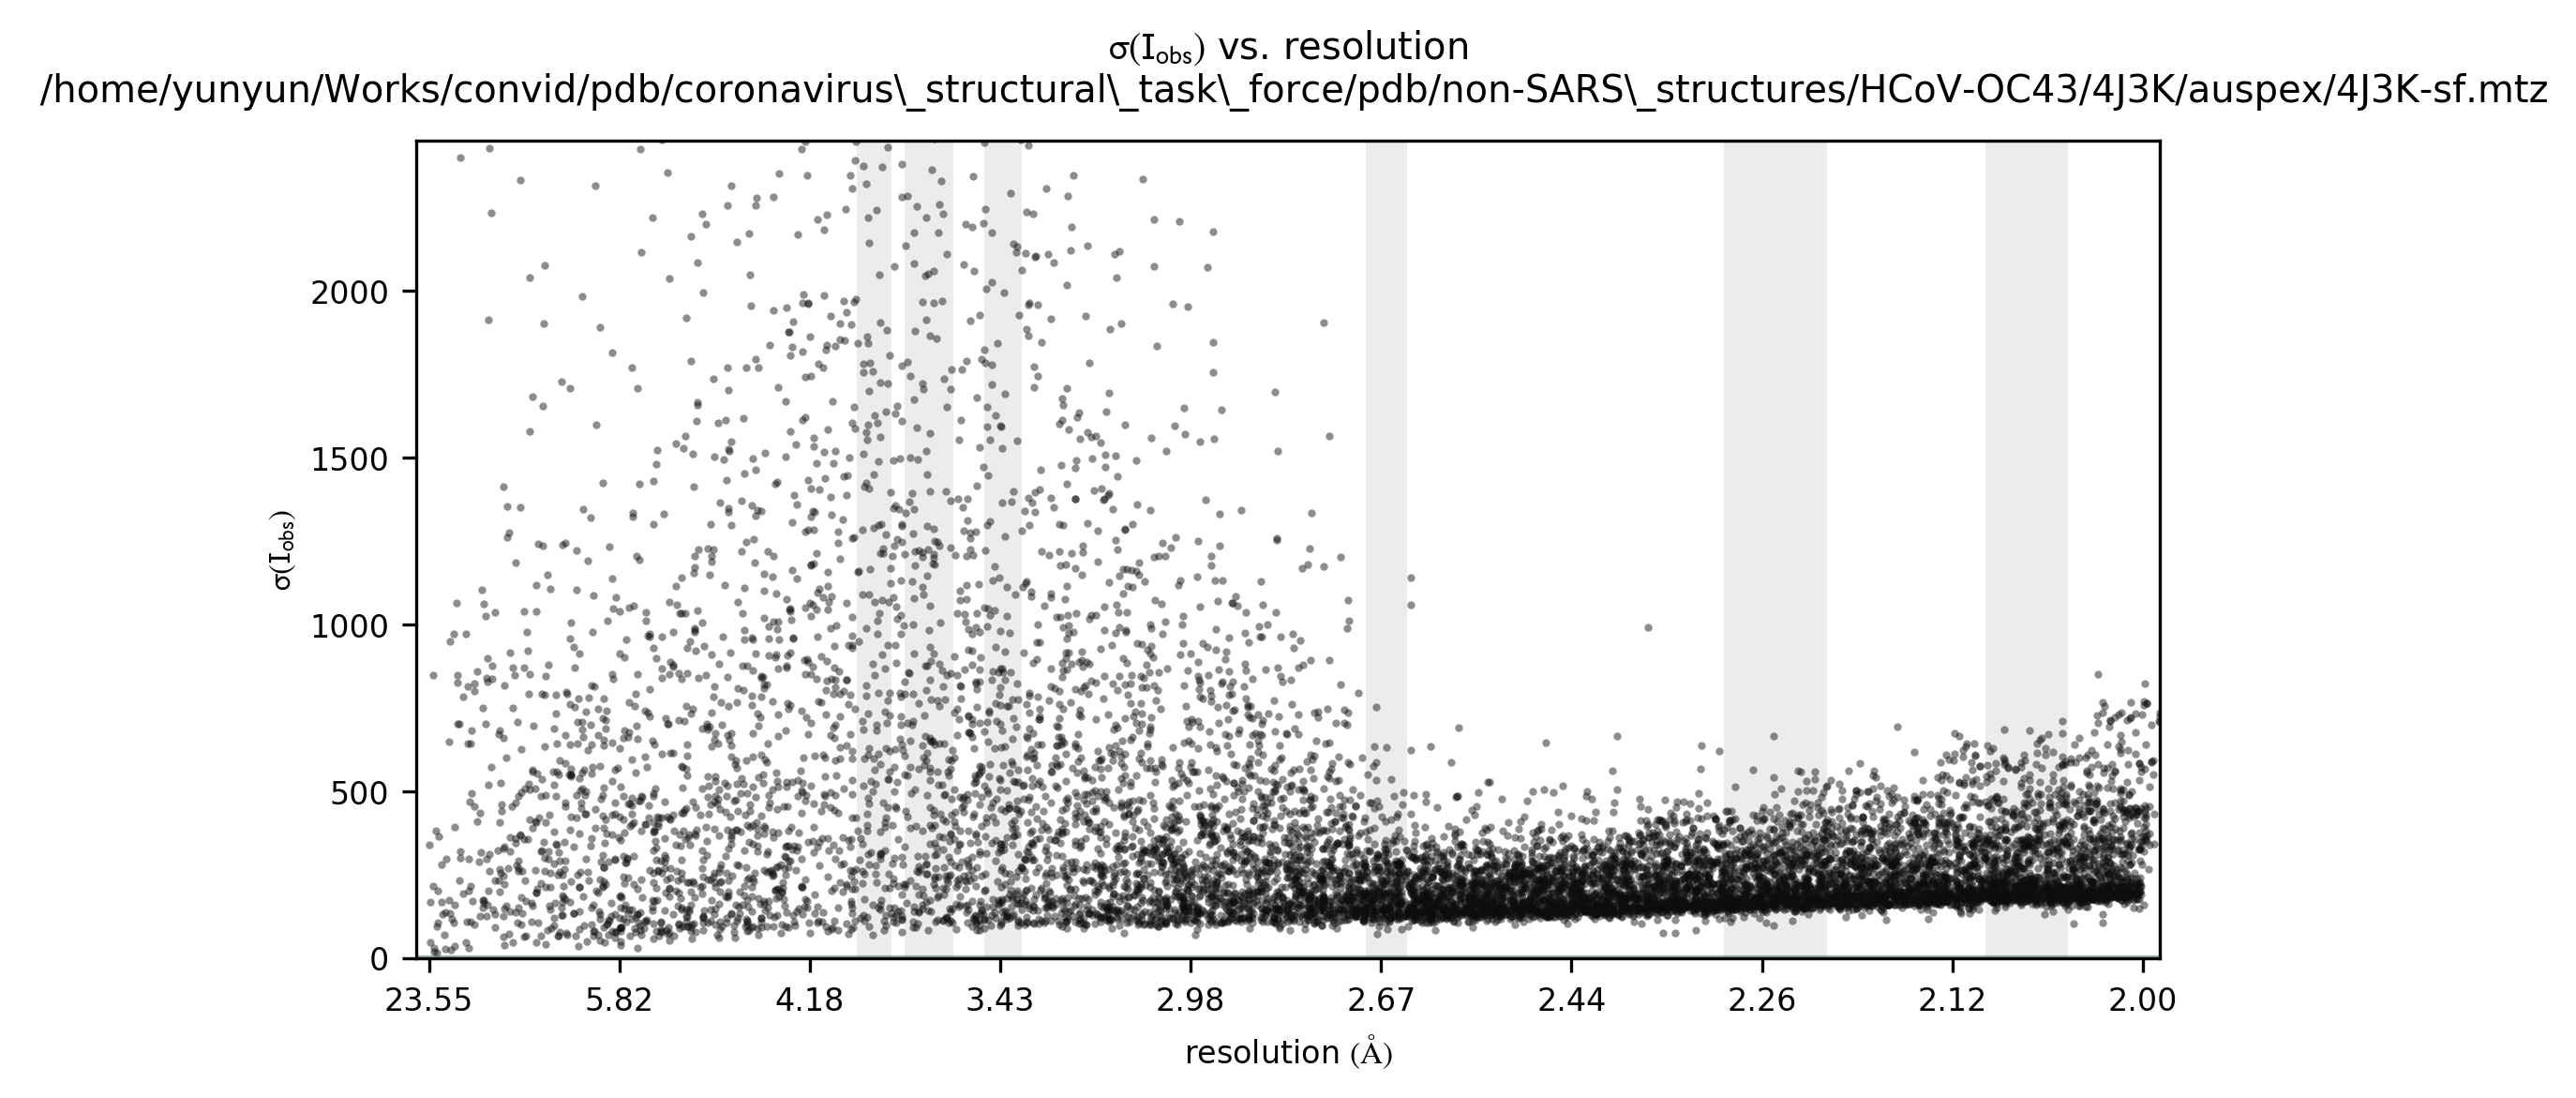 σ(Iobs) vs. resolution
/home/yunyun/Works/convid/pdb/coronavirus\_structural\_task\_force/pdb/non-SARS\_structures/HCoV-OC43/4J3K/auspex/4J3K-sf.mtz
2000
1500
1000
500
0
σ(Iobs)
23.55 5.82 4.18 3.43 2.98 2.67 2.44 2.26 2.12 2.00
resolution (Å)